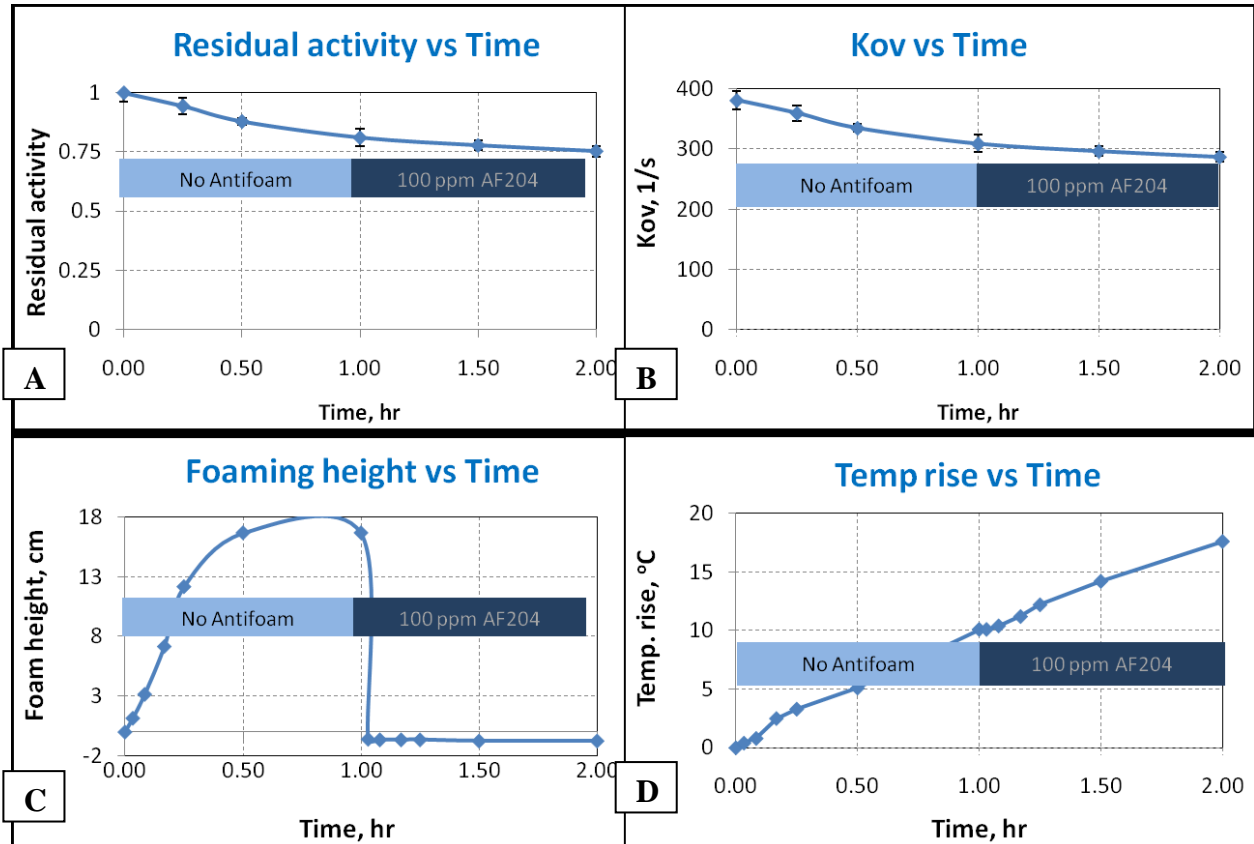 Residual activity vs Time
Residual activity
1
0.75
0.5
0.25
0
No Antifoam
100 ppm AF204
0.00 0.50 1.00 1.50 2.00
Time, hr
A
Kov vs Time
Kov, 1/s
400
300
200
100
0
No Antifoam
100 ppm AF204
0.00 0.50 1.00 1.50 2.00
Time, hr
B
Foaming height vs Time
Foam height, cm
18
13
8
3
-2
No Antifoam
100 ppm AF204
0.00 0.50 1.00 1.50 2.00
Time, hr
C
Temp rise vs Time
Temp. rise, °C
20
15
10
5
0
No Antifoam
100 ppm AF204
0.00 0.50 1.00 1.50 2.00
Time, hr
D